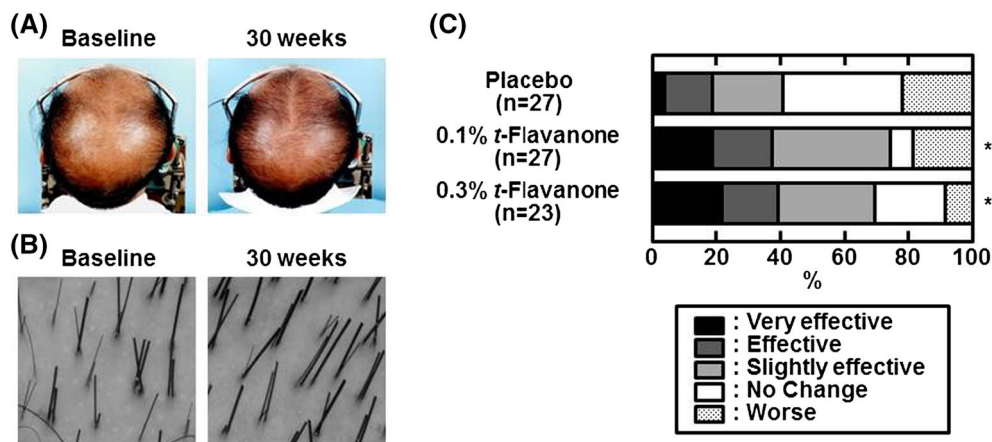 (A)
Baseline 30 weeks
(B)
Baseline 30 weeks
(C)
Placebo
(n=27)
0.1% t-Flavanone
(n=27)
*
0.3% t-Flavanone
(n=23)
*
0 20 40 60 80 100
%
: Very effective
: Effective
: Slightly effective
: No Change
: Worse